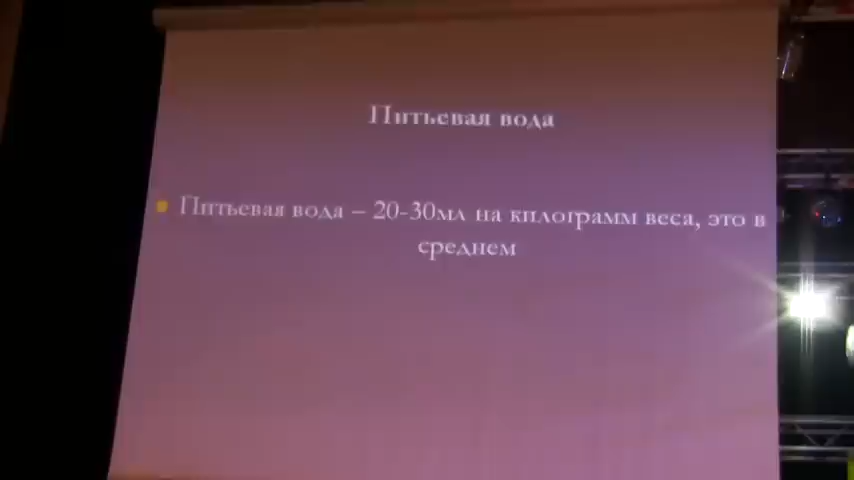 Питьевая вода
Питьевая вода – 20-30мл на килограмм веса, это в
среднем